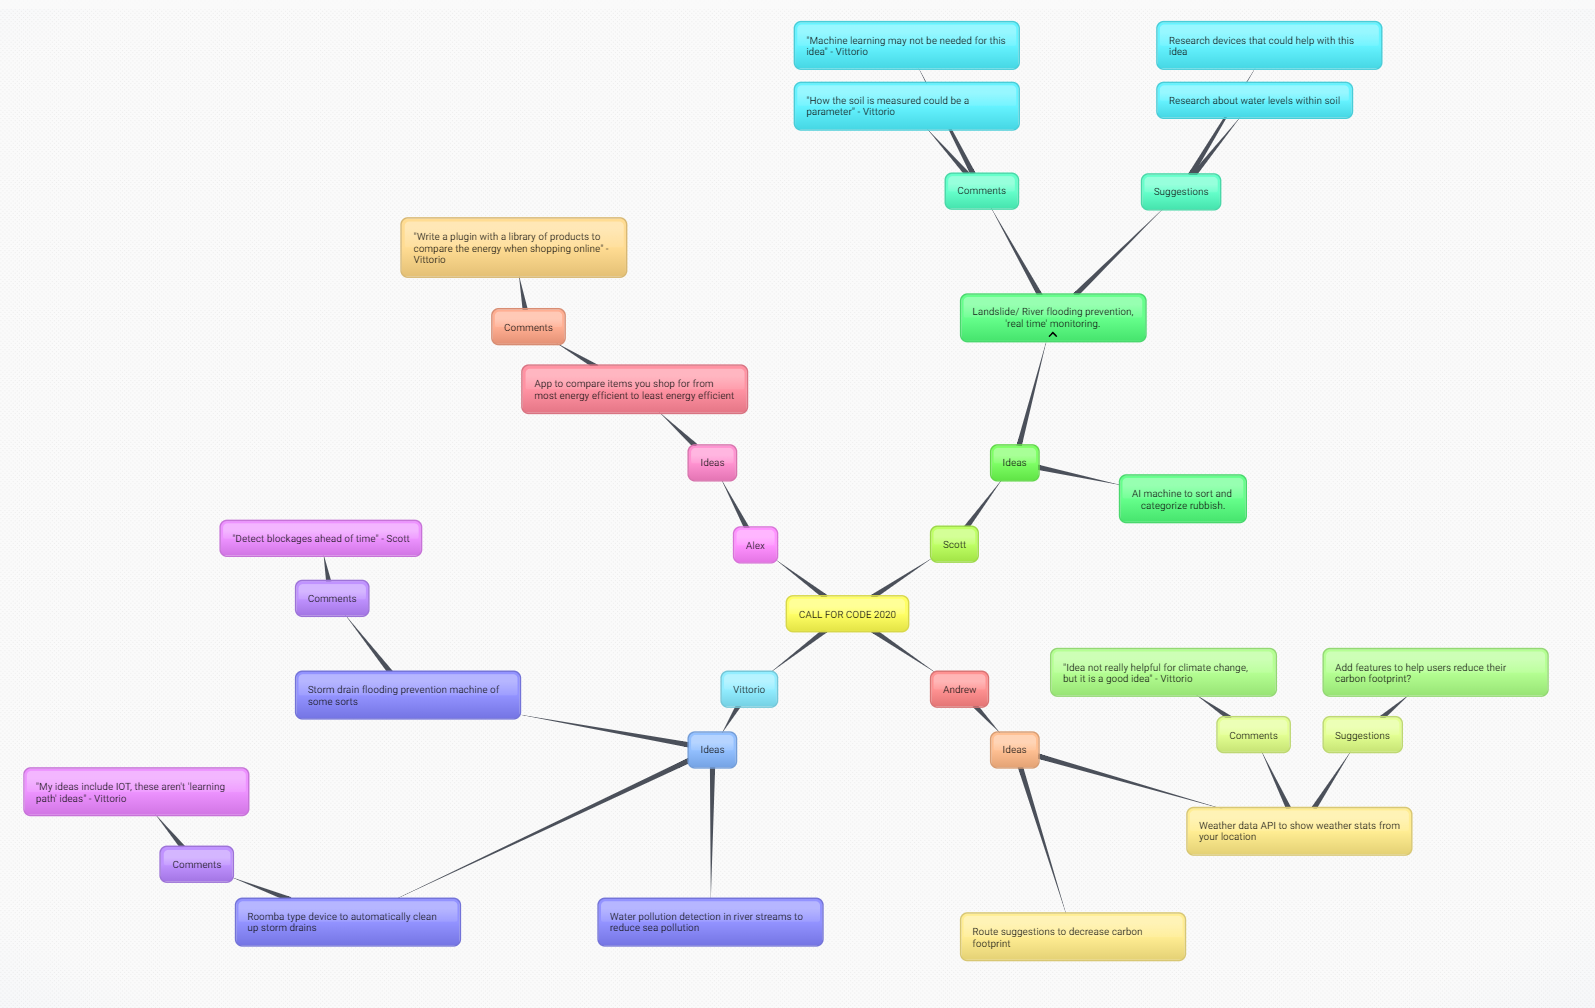 "Machine learning may not be needed for this
idea" - Vittorio
Research devices that could help with this
idea
"How the soil is measured could be a
parameter" - Vittorio
Research about water levels within soil
Comments
Suggestions
"Write a plugin with a library of products to
compare the energy when shopping online" -
Vittorio
Landslide/ River flooding prevention,
'real time' monitoring.
Comments
App to compare items you shop for from
most energy efficient to least energy efficient
Ideas
Ideas
AI machine to sort and
categorize rubbish.
"Detect blockages ahead of time" - Scott
Alex
Scott
Comments
CALL FOR CODE 2020
"Idea not really helpful for climate change,
but it is a good idea" - Vittorio
Add features to help users reduce their
carbon footprint?
Storm drain flooding prevention machine of
some sorts
Vittorio
Andrew
Comments
Suggestions
Ideas
Ideas
"My ideas include IOT, these aren't 'learning
path' ideas" - Vittorio
Weather data API to show weather stats from
your location
Comments
Roomba type device to automatically clean
up storm drains
Water pollution detection in river streams to
reduce sea pollution
Route suggestions to decrease carbon
footprint